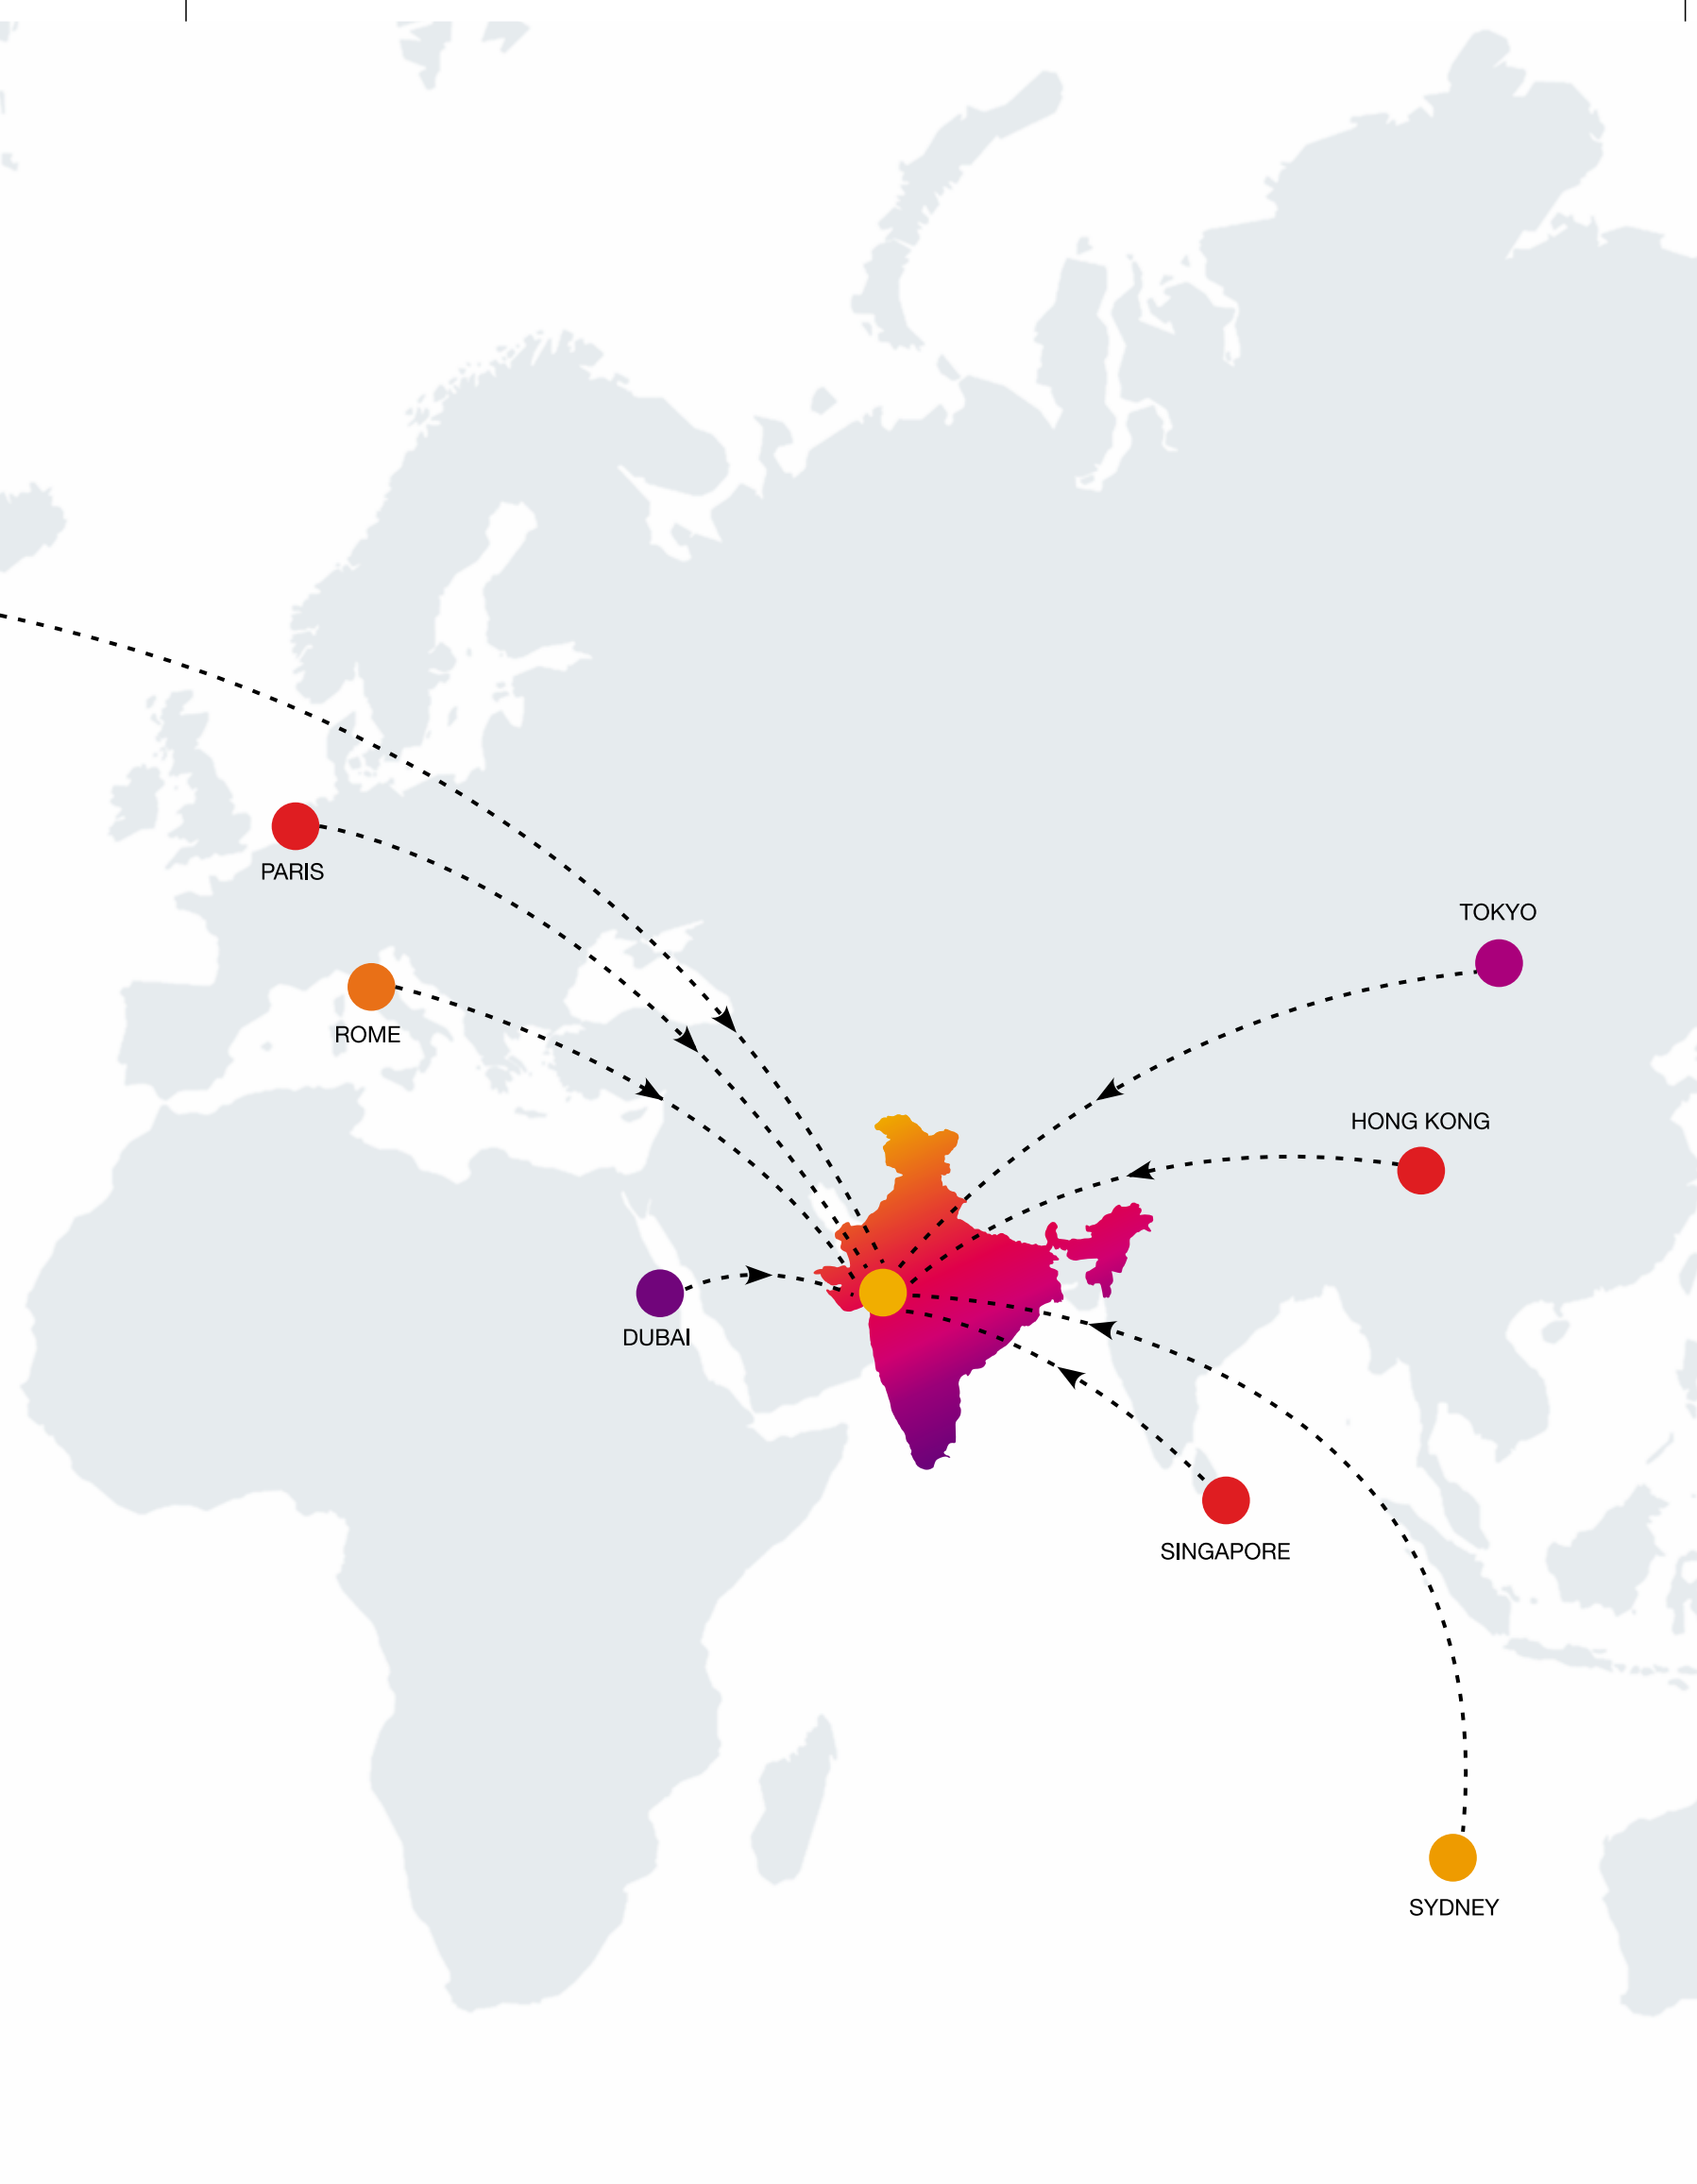 PARIS
TOKYO
ROME
HONG KONG
DUBAI
SINGAPORE
SYDNEY